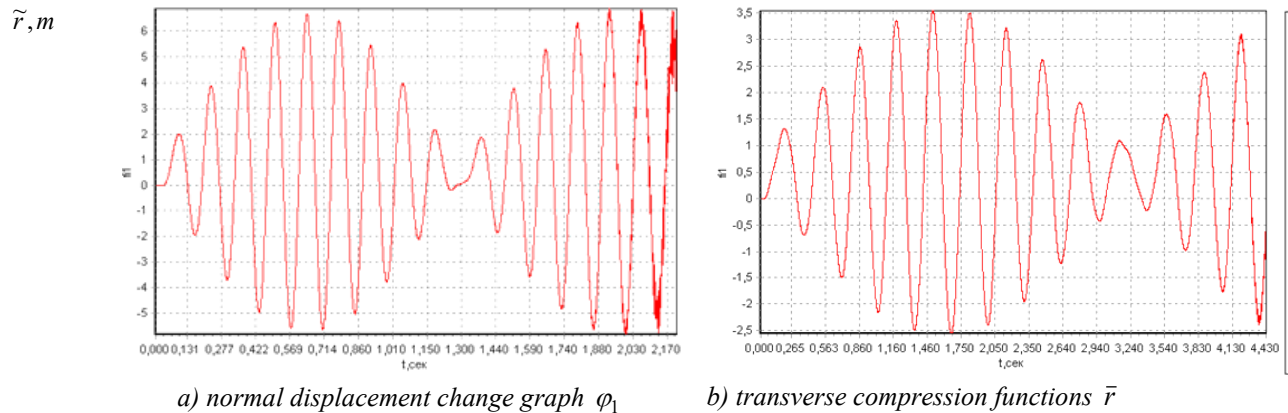 r̃, m
6
5
4
3
2
1
0
-1
-2
-3
-4
-5
fi1
0,000 0,131 0,277 0,422 0,569 0,714 0,860 1,010 1,150 1,300 1,440 1,590 1,740 1,880 2,030 2,170
t,сек
3,5
3
2,5
2
1,5
1
0,5
0
-0,5
-1
-1,5
-2
-2,5
fi1
0,000 0,265 0,563 0,860 1,160 1,460 1,750 2,050 2,350 2,640 2,940 3,240 3,530 3,830 4,130 4,430
t,сек
a) normal displacement change graph φ₁
b) transverse compression functions r̄